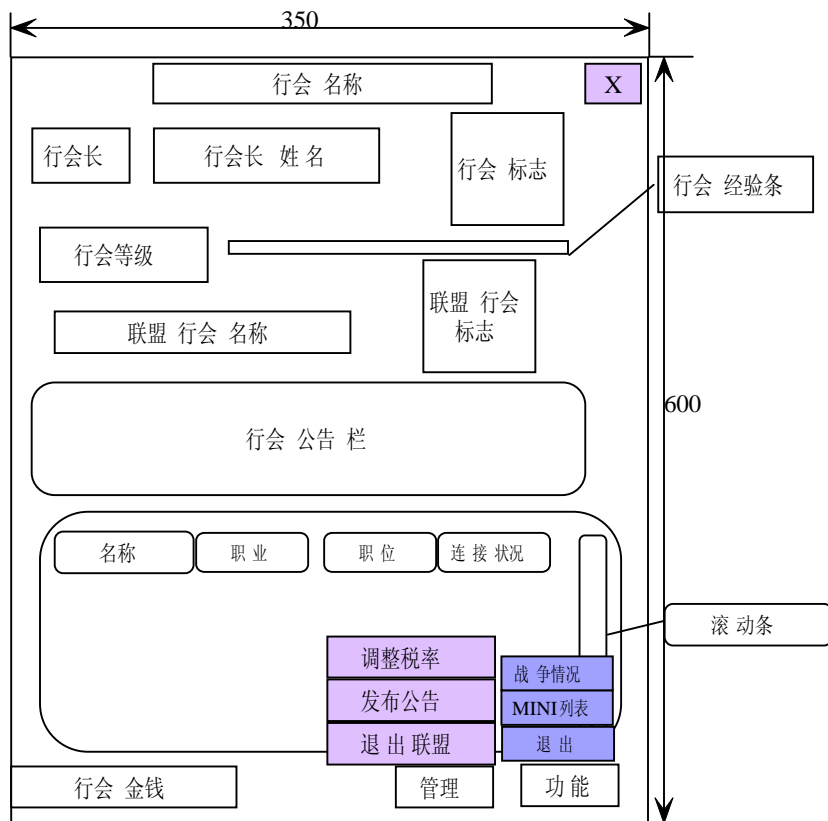 350
行会 名称
X
行会长
行会长 姓 名
行会 标志
行会 经验条
行会等级
联盟 行会
标志
联盟 行会 名称
600
行会 公告 栏
名称
职 业
职 位
连 接 状况
滚 动条
调整税率
战 争情况
发布公告
MINI列表
退 出 联盟
退 出
行会 金钱
管理
功 能